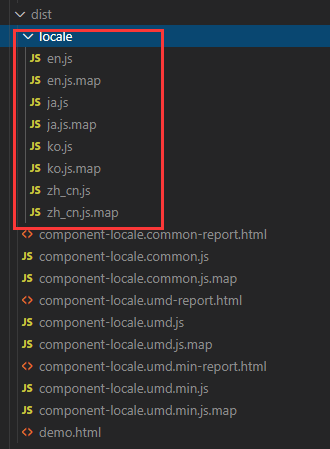 dist
locale
JS en.js
JS en.js.map
JS ja.js
JS ja.js.map
JS ko.js
JS ko.js.map
JS zh_cn.js
JS zh_cn.js.map
<> component-locale.common-report.html
JS component-locale.common.js
JS component-locale.common.js.map
<> component-locale.umd-report.html
JS component-locale.umd.js
JS component-locale.umd.js.map
<> component-locale.umd.min-report.html
JS component-locale.umd.min.js
JS component-locale.umd.min.js.map
<> demo.html